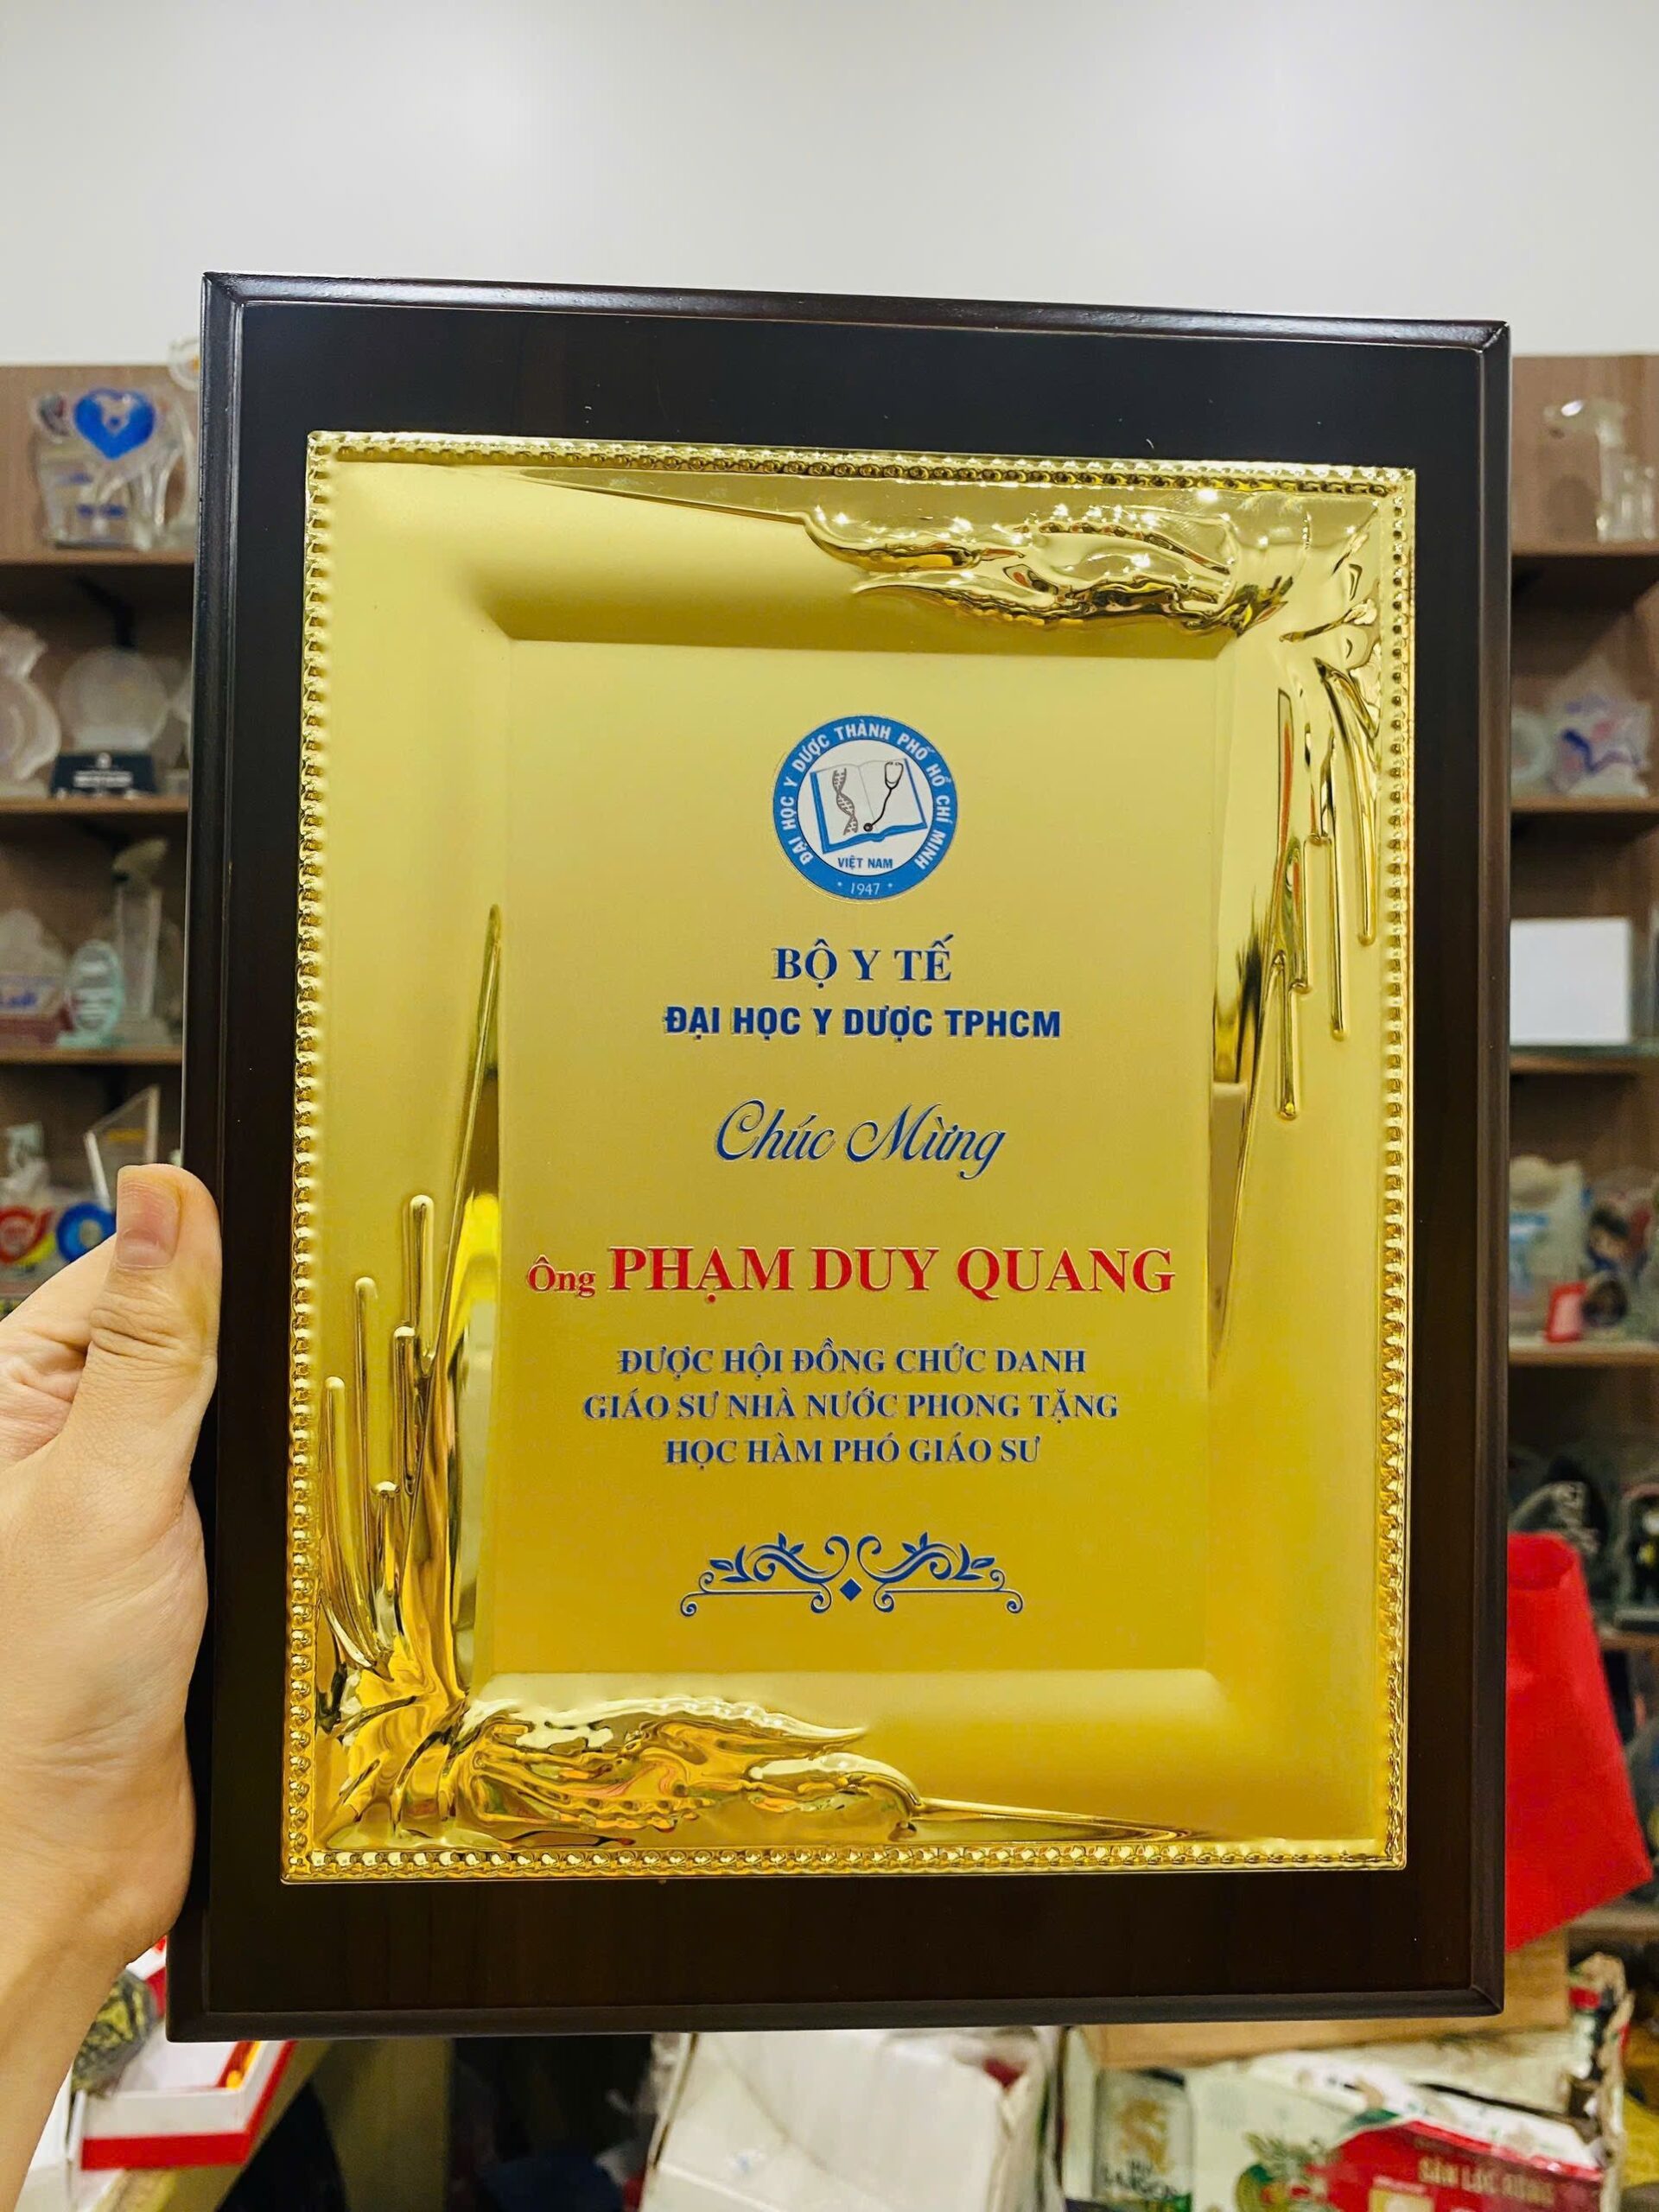 ĐẠI HỌC Y DƯỢC THÀNH PHỐ HỒ CHÍ MINH
VIỆT NAM
* 1947 *
BỘ Y TẾ
ĐẠI HỌC Y DƯỢC TPHCM
Chúc Mừng
Ông PHẠM DUY QUANG
ĐƯỢC HỘI ĐỒNG CHỨC DANH
GIÁO SƯ NHÀ NƯỚC PHONG TẶNG
HỌC HÀM PHÓ GIÁO SƯ